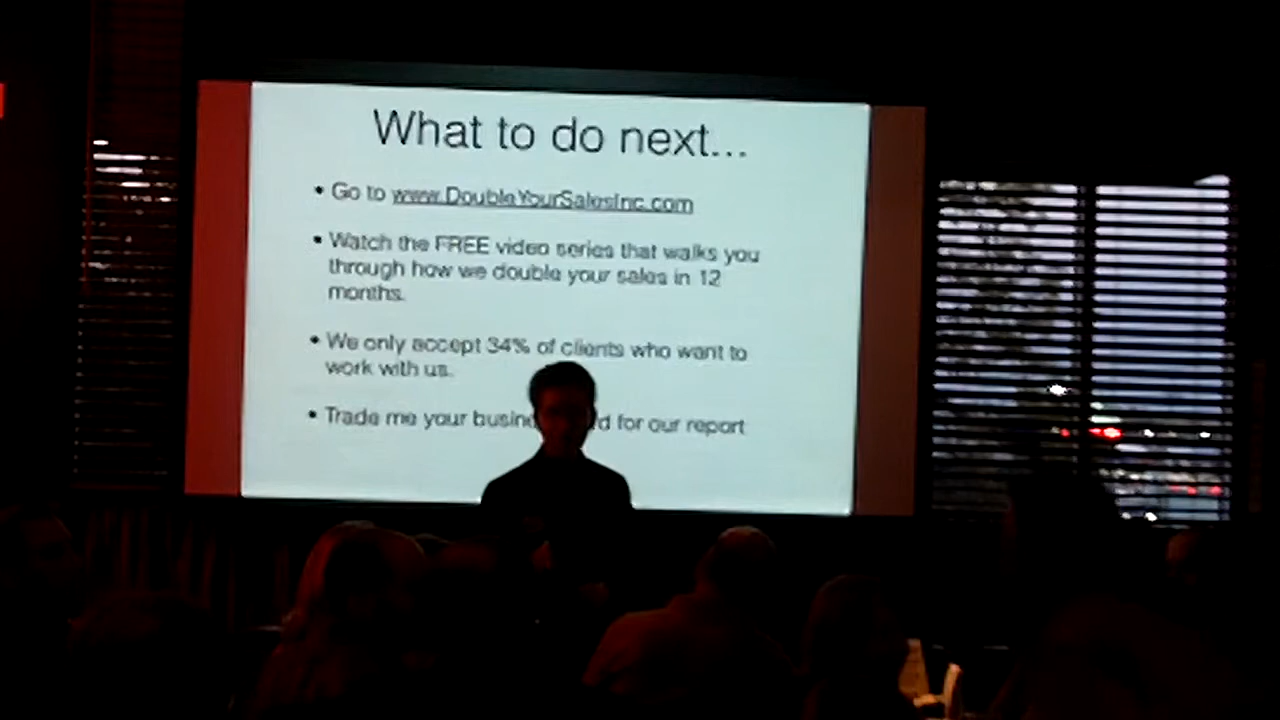 What to do next...
• Go to www.DoubleYourSalesInc.com
• Watch the FREE video series that walks you
through how we double your sales in 12
months.
• We only accept 34% of clients who want to
work with us.
• Trade me your busin d for our report